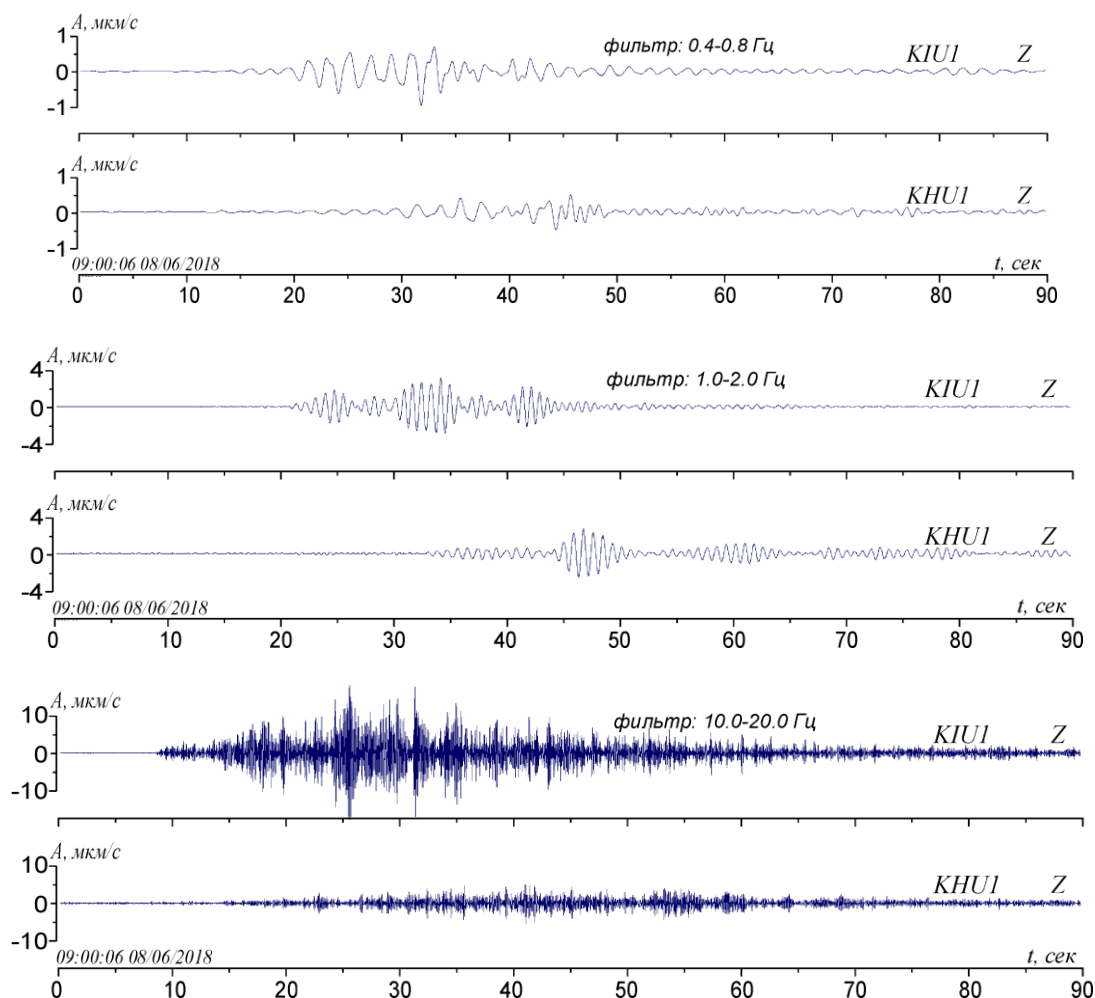 A, мкм/с
фильтр: 0.4-0.8 Гц
KIU1 Z
1
0
-1
A, мкм/с
KHU1 Z
1
0
-1
09:00:06 08/06/2018 t, сек
0 10 20 30 40 50 60 70 80 90
A, мкм/с
фильтр: 1.0-2.0 Гц
KIU1 Z
4
0
-4
A, мкм/с
KHU1 Z
4
0
-4
09:00:06 08/06/2018 t, сек
0 10 20 30 40 50 60 70 80 90
A, мкм/с
фильтр: 10.0-20.0 Гц
KIU1 Z
10
0
-10
A, мкм/с
KHU1 Z
10
0
-10
09:00:06 08/06/2018 t, сек
0 10 20 30 40 50 60 70 80 90